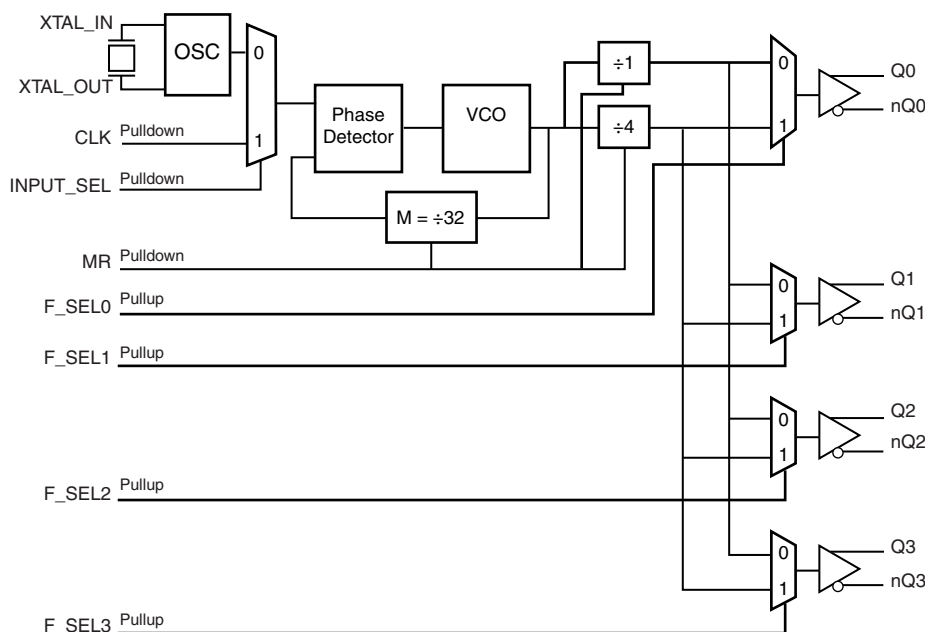 XTAL_IN
OSC
XTAL_OUT
0
1
CLK Pulldown
INPUT_SEL Pulldown
Phase
Detector
VCO
M = ÷32
÷1
÷4
MR Pulldown
F_SEL0 Pullup
F_SEL1 Pullup
F_SEL2 Pullup
F_SEL3 Pullup
0
1
Q0
nQ0
0
1
Q1
nQ1
0
1
Q2
nQ2
0
1
Q3
nQ3